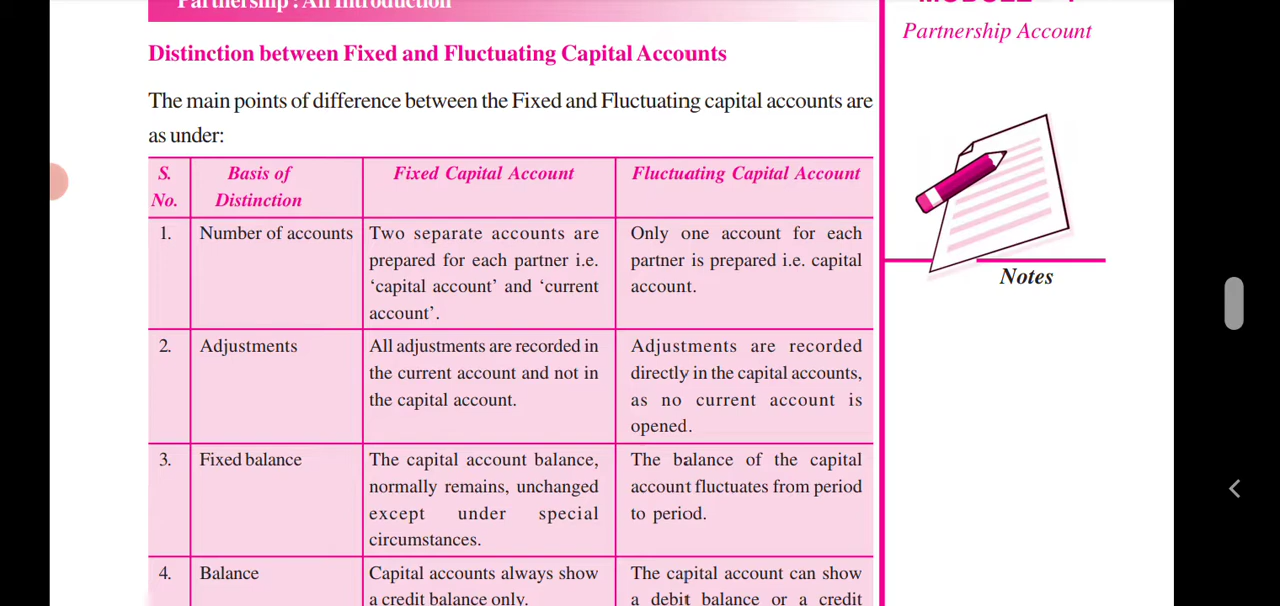 Partnership : An Introduction
MODULE - 
Partnership Account
Distinction between Fixed and Fluctuating Capital Accounts
The main points of difference between the Fixed and Fluctuating capital accounts are
as under:
S. No. Basis of Distinction Fixed Capital Account Fluctuating Capital Account
1. Number of accounts Two separate accounts are Only one account for each
prepared for each partner i.e. partner is prepared i.e. capital
‘capital account’ and ‘current account.
account’.
2. Adjustments All adjustments are recorded in Adjustments are recorded
the current account and not in directly in the capital accounts,
the capital account. as no current account is
opened.
3. Fixed balance The capital account balance, The balance of the capital
normally remains, unchanged account fluctuates from period
except under special to period.
circumstances.
4. Balance Capital accounts always show The capital account can show
a credit balance only. a debit balance or a credit
Notes